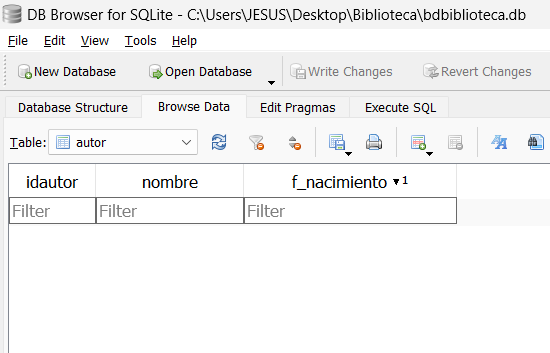 DB Browser for SQLite - C:\Users\JESUS\Desktop\Biblioteca\bdbiblioteca.db
File Edit View Tools Help
New Database Open Database Write Changes Revert Changes
Database Structure Browse Data Edit Pragmas Execute SQL
Table: autor
idautor nombre f_nacimiento 1
Filter Filter Filter